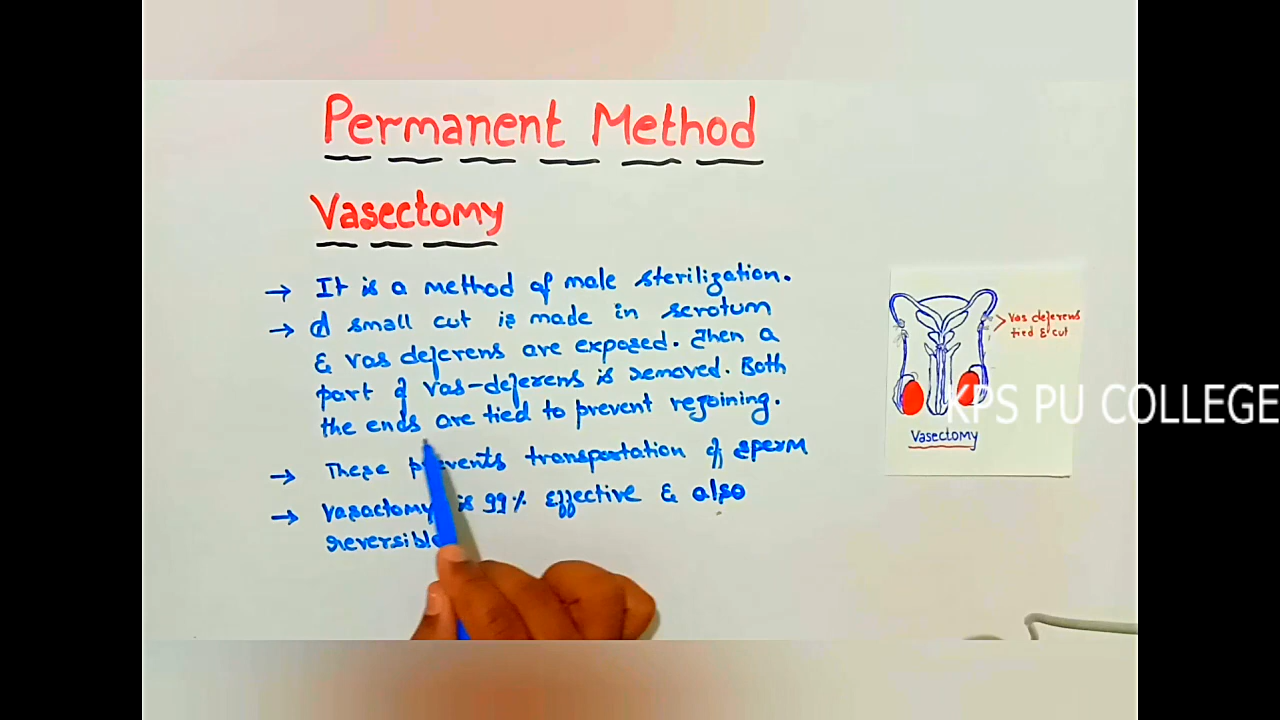 Permanent Method
Vasectomy
→ It is a method of male sterilization.
→ A small cut is made in scrotum
& vas deferens are exposed. Then a
part of vas-deferens is removed. Both
the ends are tied to prevent rejoining.
→ These prevents transportation of sperm
→ Vasactomy is 99% effective & also
reversible
Vas deferens
tied & cut
Vasectomy
KPS PU COLLEGE